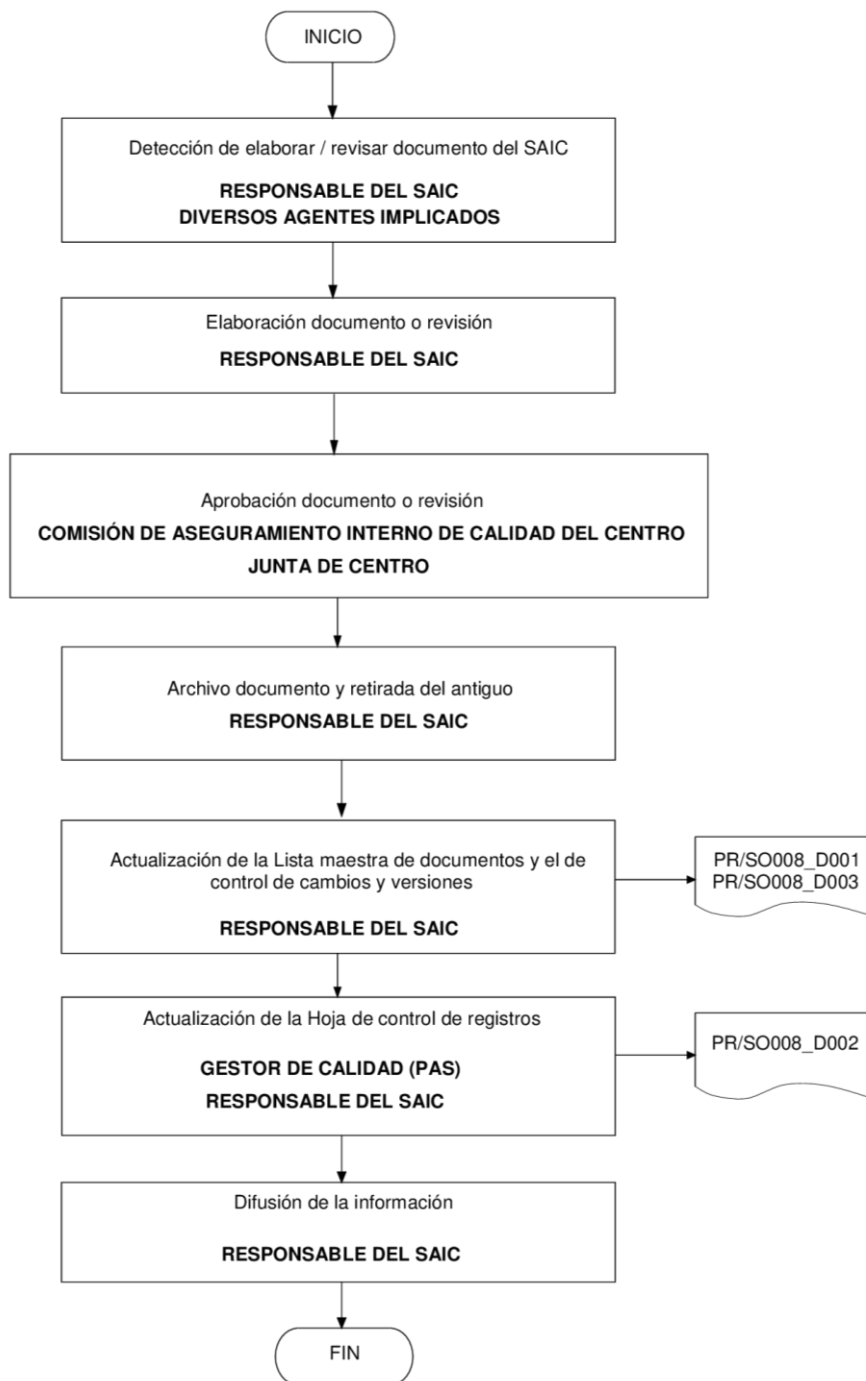 INICIO
Detección de elaborar / revisar documento del SAIC
RESPONSABLE DEL SAIC
DIVERSOS AGENTES IMPLICADOS
Elaboración documento o revisión
RESPONSABLE DEL SAIC
Aprobación documento o revisión
COMISIÓN DE ASEGURAMIENTO INTERNO DE CALIDAD DEL CENTRO
JUNTA DE CENTRO
Archivo documento y retirada del antiguo
RESPONSABLE DEL SAIC
Actualización de la Lista maestra de documentos y el de
control de cambios y versiones
RESPONSABLE DEL SAIC
PR/SO008_D001
PR/SO008_D003
Actualización de la Hoja de control de registros
GESTOR DE CALIDAD (PAS)
RESPONSABLE DEL SAIC
PR/SO008_D002
Difusión de la información
RESPONSABLE DEL SAIC
FIN